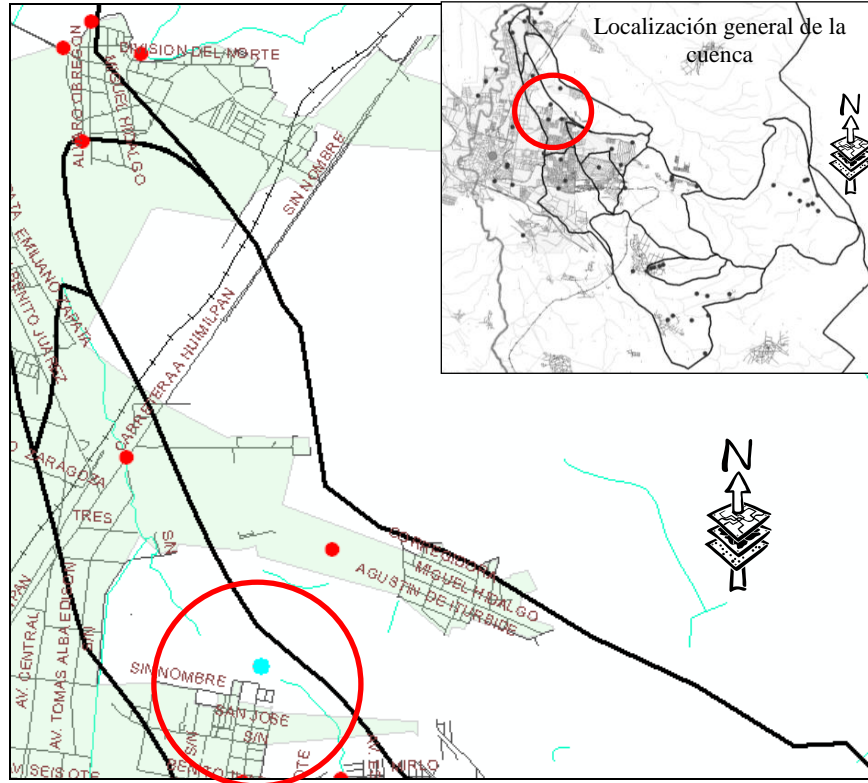 Localización general de la
cuenca
N
DIVISION DEL NORTE
ALVARO OBREGON
MIGUEL HIDALGO
SIN NOMBRE
EMILIANO ZAPATA
BENITO JUAREZ
CARRETERA A HUIMILPAN
ZARAGOZA
N
TRES
S/N
CORREGIDORA
MIGUEL HIDALGO
AGUSTIN DE ITURBIDE
AV. CENTRAL
AV. TOMAS ALBA EDISON
S/N
SIN NOMBRE
SAN JOSE
S/N
S/N
BENITO
MIRLO